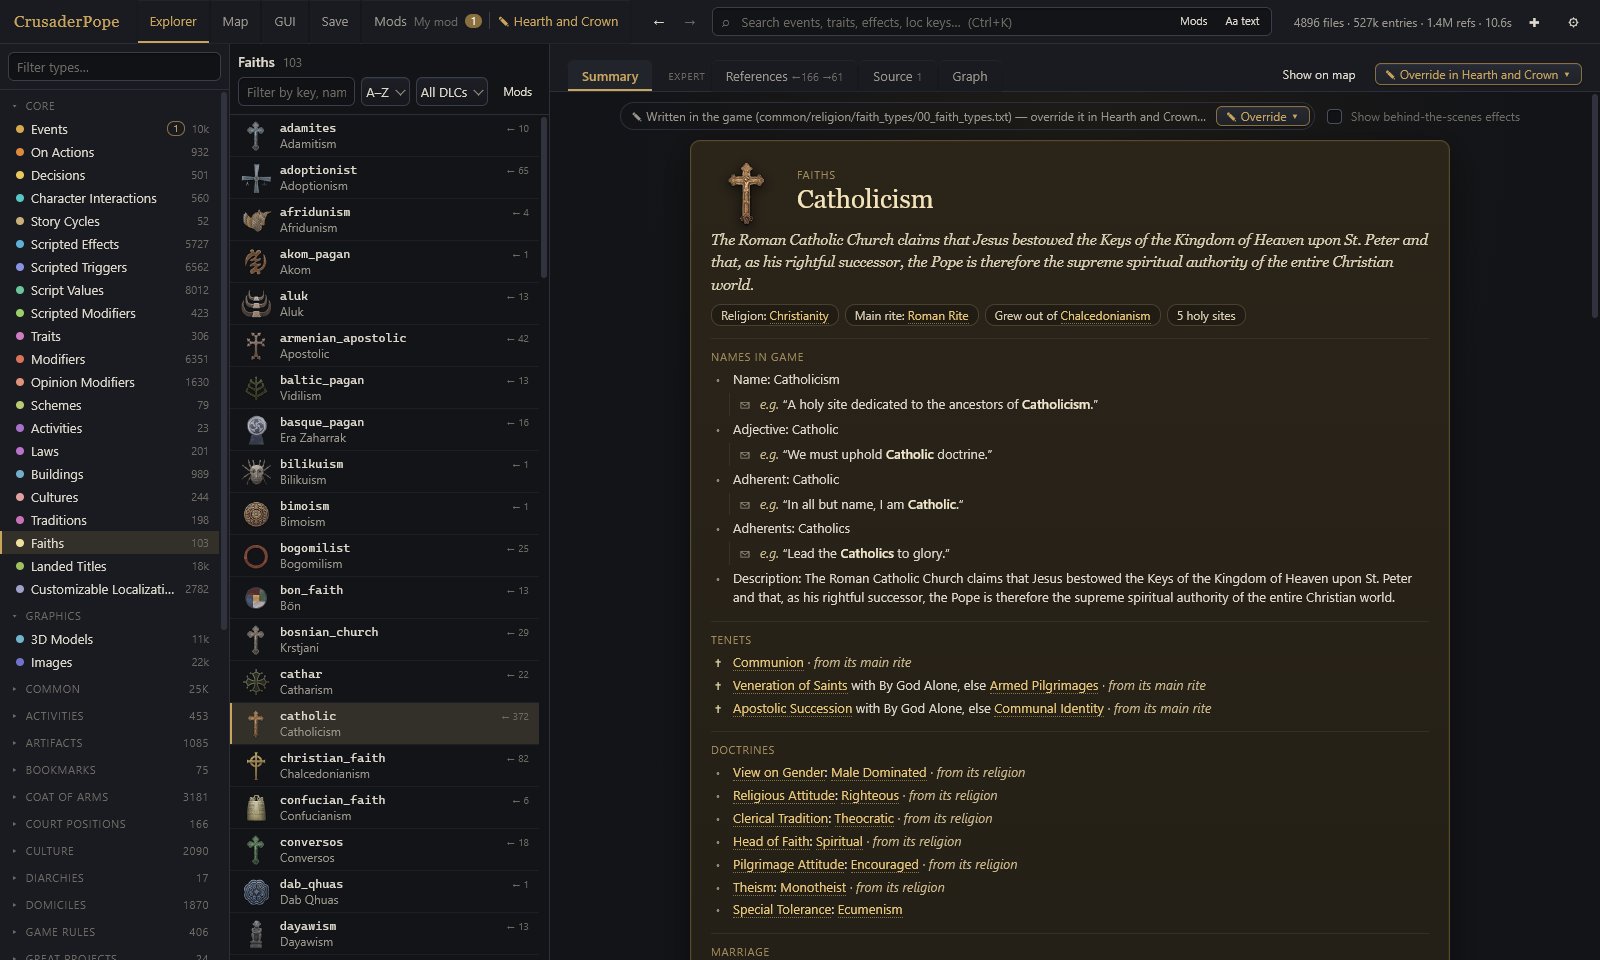 CrusaderPope
Explorer
Map
GUI
Save
Mods My mod 1
Hearth and Crown
Search events, traits, effects, loc keys... (Ctrl+K)
Mods
Aa text
4896 files · 527k entries · 1.4M refs · 10.6s
Filter types...
CORE
Events 1 10k
On Actions 932
Decisions 501
Character Interactions 560
Story Cycles 52
Scripted Effects 5727
Scripted Triggers 6562
Script Values 8012
Scripted Modifiers 423
Traits 306
Modifiers 6351
Opinion Modifiers 1630
Schemes 79
Activities 23
Laws 201
Buildings 989
Cultures 244
Traditions 198
Faiths 103
Landed Titles 18k
Customizable Localizati... 2782
GRAPHICS
3D Models 11k
Images 22k
COMMON 25K
ACTIVITIES 453
ARTIFACTS 1085
BOOKMARKS 75
COAT OF ARMS 3181
COURT POSITIONS 166
CULTURE 2090
DIARCHIES 17
DOMICILES 1870
GAME RULES 406
GREAT PROJECTS 24
Faiths 103
Filter by key, nam
A–Z
All DLCs
Mods
adamites ← 10
Adamitism
adoptionist ← 65
Adoptionism
afridunism ← 4
Afridunism
akom_pagan ← 1
Akom
aluk ← 13
Aluk
armenian_apostolic ← 42
Apostolic
baltic_pagan ← 13
Vidilism
basque_pagan ← 16
Era Zaharrak
bilikuism ← 1
Bilikuism
bimoism ← 1
Bimoism
bogomilist ← 25
Bogomilism
bon_faith ← 13
Bön
bosnian_church ← 29
Krstjani
cathar ← 22
Catharism
catholic ← 372
Catholicism
christian_faith ← 82
Chalcedonianism
confucian_faith ← 6
Confucianism
conversos ← 18
Conversos
dab_qhuas ← 1
Dab Qhuas
dayawism ← 13
Dayawism
Summary
EXPERT
References ←166 →61
Source 1
Graph
Show on map
Override in Hearth and Crown
Written in the game (common/religion/faith_types/00_faith_types.txt) — override it in Hearth and Crown...
Override
Show behind-the-scenes effects
FAITHS
Catholicism
The Roman Catholic Church claims that Jesus bestowed the Keys of the Kingdom of Heaven upon St. Peter and
that, as his rightful successor, the Pope is therefore the supreme spiritual authority of the entire Christian
world.
Religion: Christianity
Main rite: Roman Rite
Grew out of Chalcedonianism
5 holy sites
NAMES IN GAME
• Name: Catholicism
e.g. “A holy site dedicated to the ancestors of Catholicism.”
• Adjective: Catholic
e.g. “We must uphold Catholic doctrine.”
• Adherent: Catholic
e.g. “In all but name, I am Catholic.”
• Adherents: Catholics
e.g. “Lead the Catholics to glory.”
• Description: The Roman Catholic Church claims that Jesus bestowed the Keys of the Kingdom of Heaven upon St. Peter
and that, as his rightful successor, the Pope is therefore the supreme spiritual authority of the entire Christian world.
TENETS
Communion · from its main rite
Veneration of Saints with By God Alone, else Armed Pilgrimages · from its main rite
Apostolic Succession with By God Alone, else Communal Identity · from its main rite
DOCTRINES
• View on Gender: Male Dominated · from its religion
• Religious Attitude: Righteous · from its religion
• Clerical Tradition: Theocratic · from its religion
• Head of Faith: Spiritual · from its religion
• Pilgrimage Attitude: Encouraged · from its religion
• Theism: Monotheist · from its religion
• Special Tolerance: Ecumenism
MARRIAGE